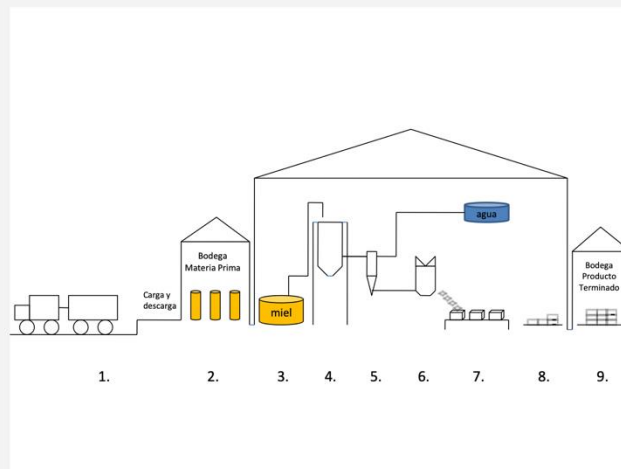 agua
Bodega
Materia Prima
Bodega
Producto
Terminado
Carga y
descarga
miel
1. 2. 3. 4. 5. 6. 7. 8. 9.